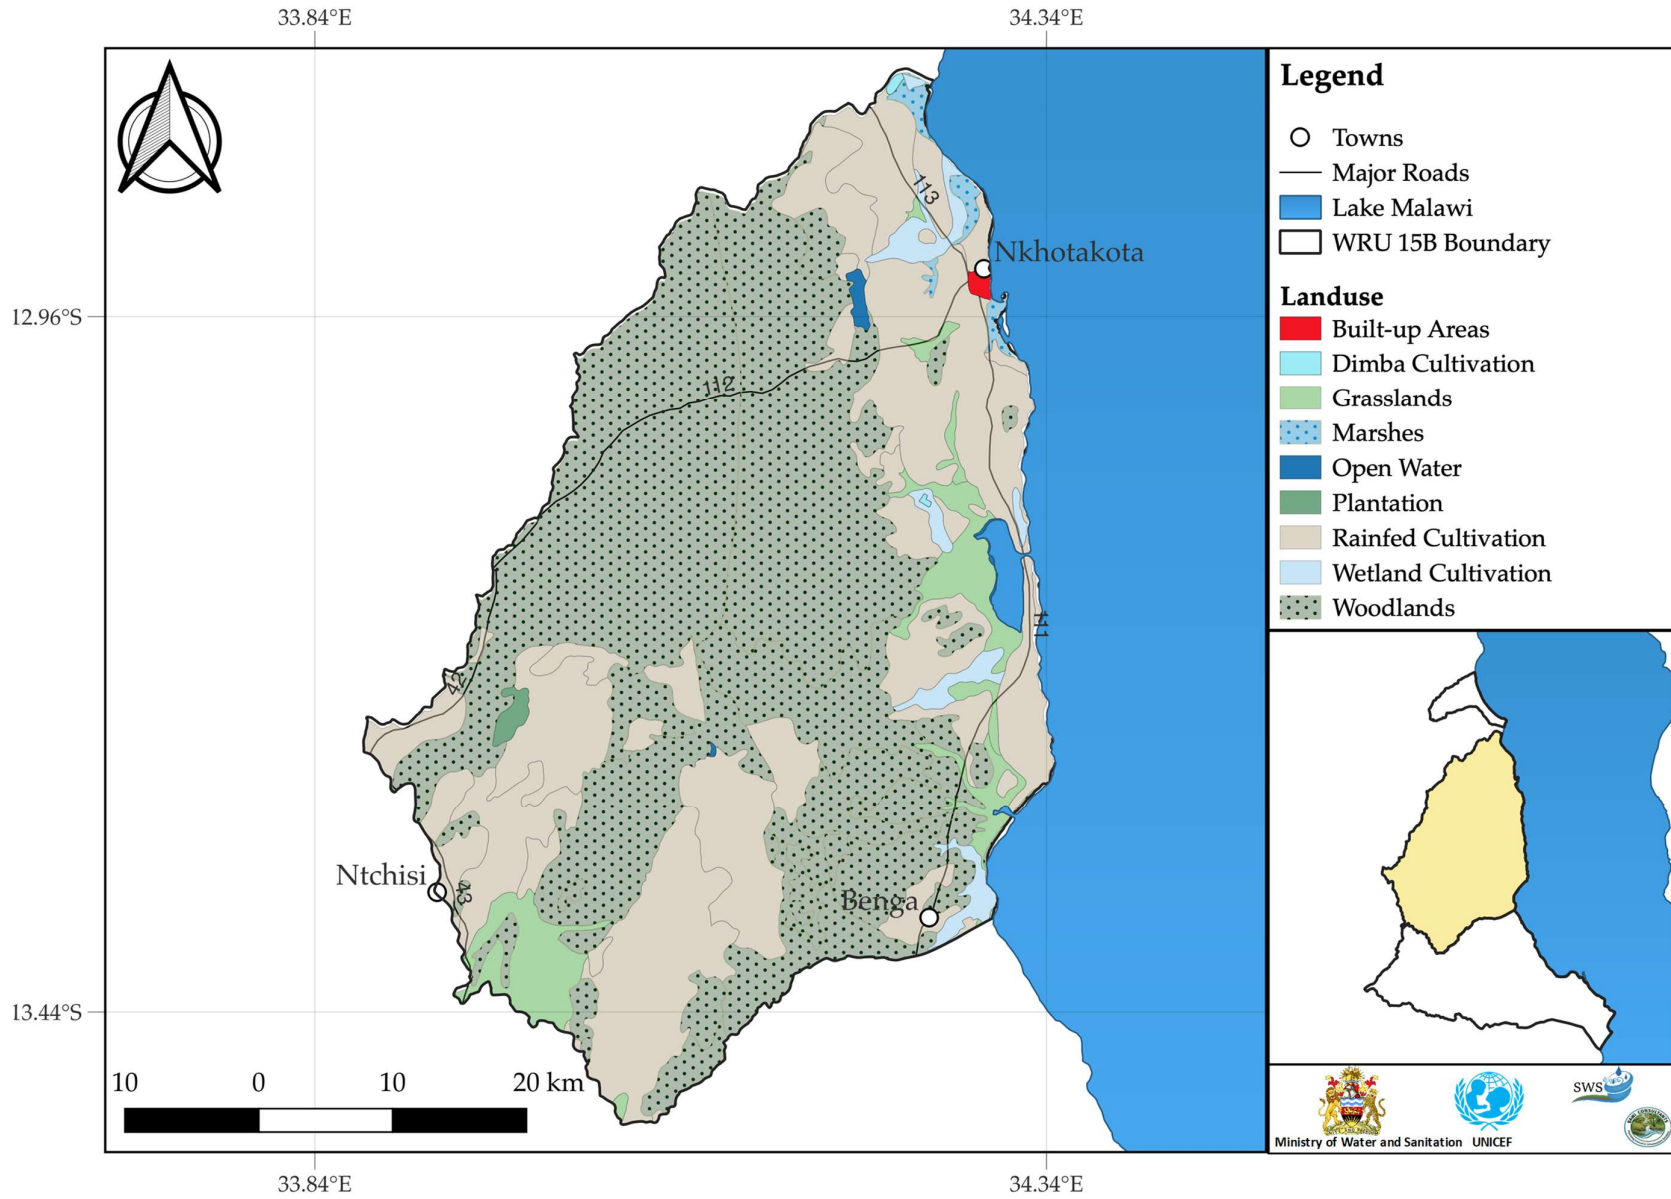 33.84°E
34.34°E
12.96°S
13.44°S
113
Nkhotakota
112
111
42
Ntchisi
43
Benga
10 0 10 20 km
33.84°E
34.34°E
Legend
Towns
Major Roads
Lake Malawi
WRU 15B Boundary
Landuse
Built-up Areas
Dimba Cultivation
Grasslands
Marshes
Open Water
Plantation
Rainfed Cultivation
Wetland Cultivation
Woodlands
Ministry of Water and Sanitation
UNICEF
SWS